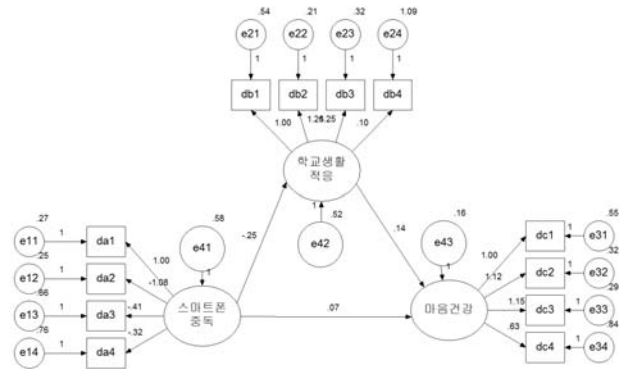 .54
.21
.32
1.09
e21
e22
e23
e24
1
1
1
1
db1
db2
db3
db4
1.00
.10
학교생활
적응
1
.52
e42
-.25
.14
.58
e41
1
.16
e43
1
.27
e11
1
da1
.25
e12
1
da2
.66
e13
1
da3
.76
e14
1
da4
1.00
-1.08
-.41
-.32
스마트폰
중독
.07
마음건강
1.00
1.12
1.15
.63
dc1
1
e31
.55
dc2
1
e32
.32
dc3
1
e33
.29
dc4
1
e34
.84